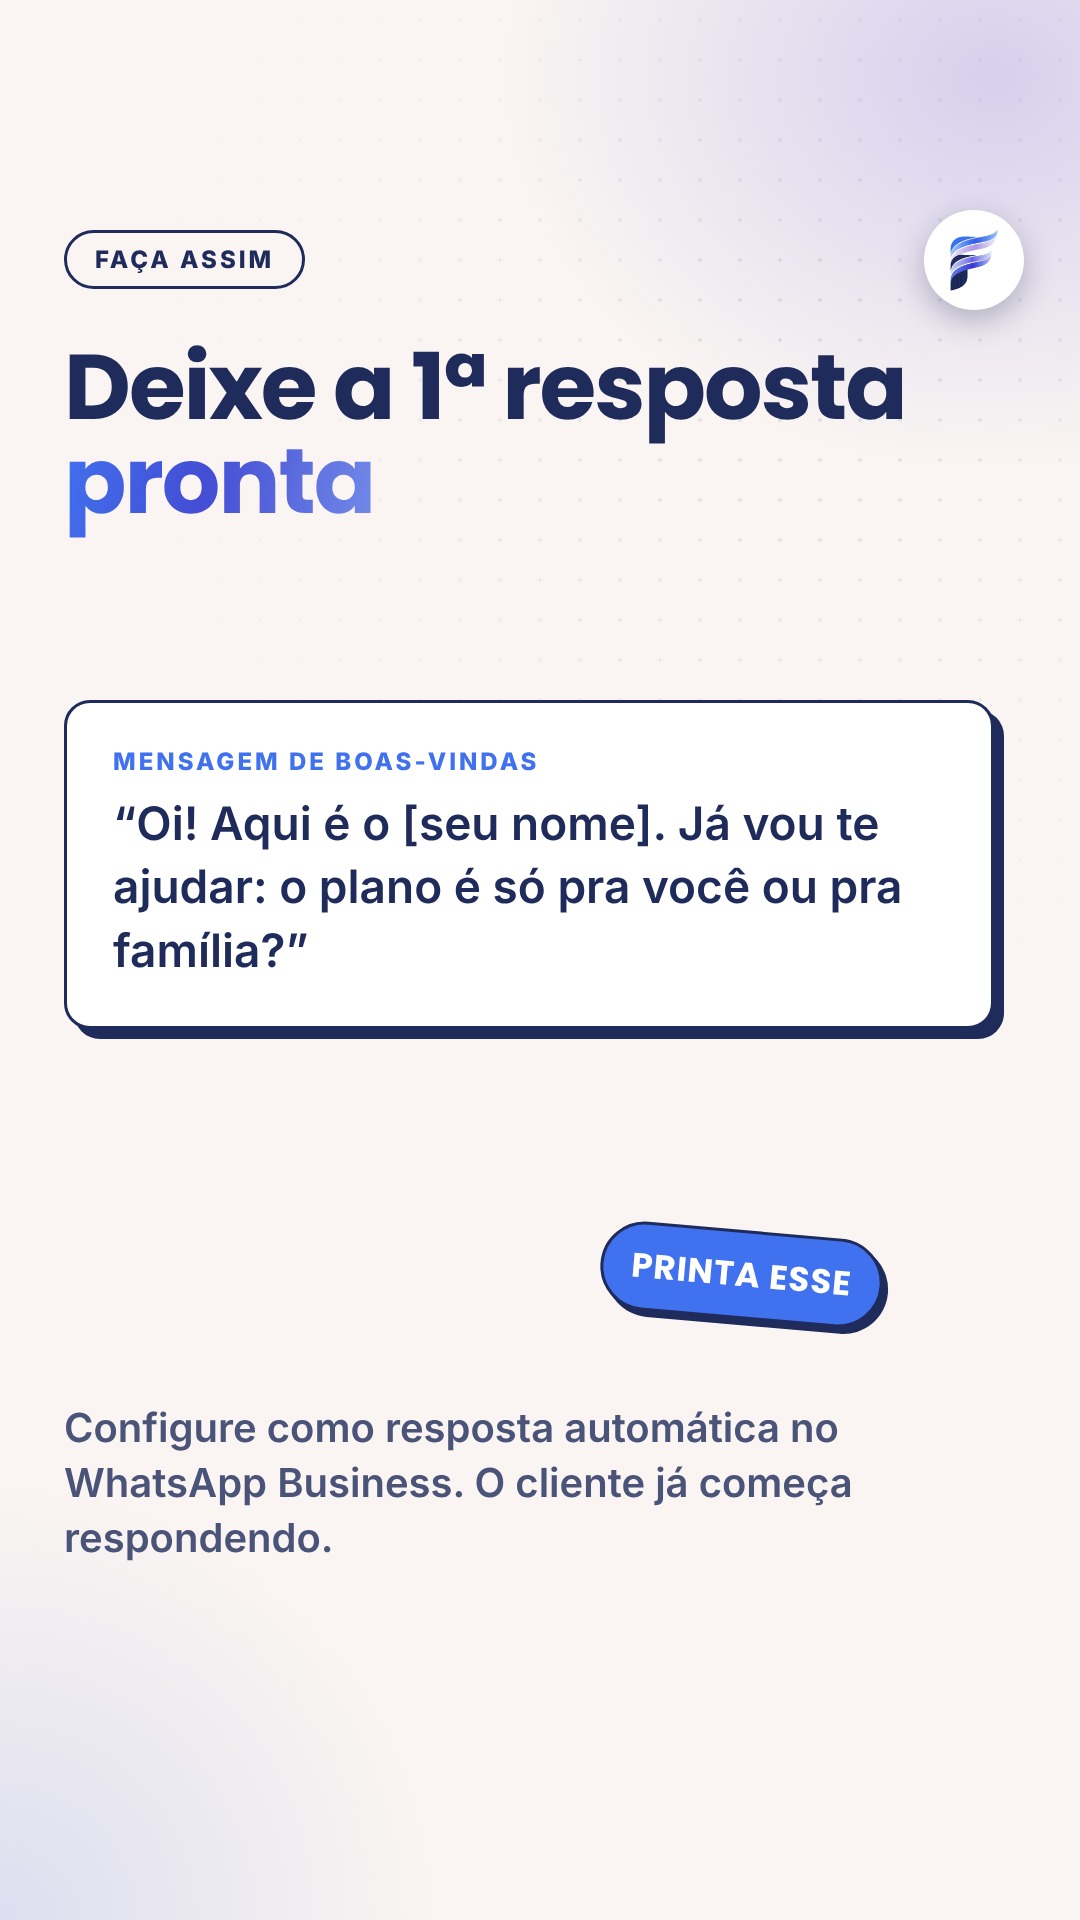 FAÇA ASSIM
Deixe a 1ª resposta
pronta
MENSAGEM DE BOAS-VINDAS
“Oi! Aqui é o [seu nome]. Já vou te
ajudar: o plano é só pra você ou pra
família?”
PRINTA ESSE
Configure como resposta automática no
WhatsApp Business. O cliente já começa
respondendo.